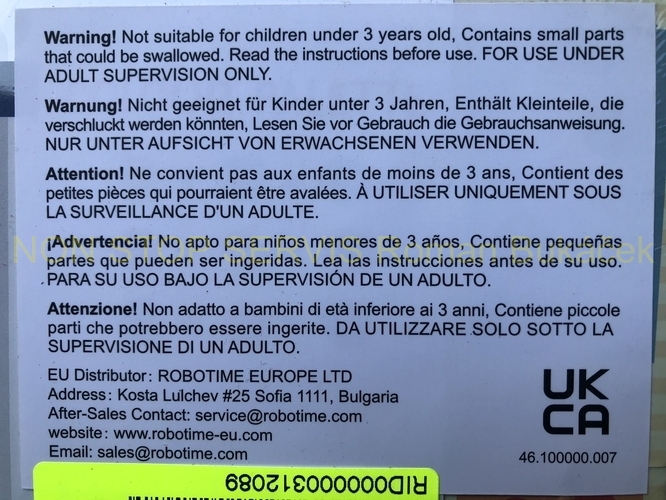 Warning! Not suitable for children under 3 years old, Contains small parts
that could be swallowed. Read the instructions before use. FOR USE UNDER
ADULT SUPERVISION ONLY.
Warnung! Nicht geeignet für Kinder unter 3 Jahren, Enthält Kleinteile, die
verschluckt werden könnten, Lesen Sie vor Gebrauch die Gebrauchsanweisung.
NUR UNTER AUFSICHT VON ERWACHSENEN VERWENDEN.
Attention! Ne convient pas aux enfants de moins de 3 ans, Contient des
petites pièces qui pourraient être avalées. À UTILISER UNIQUEMENT SOUS
LA SURVEILLANCE D'UN ADULTE.
¡Advertencia! No apto para niños menores de 3 años, Contiene pequeñas
NON STOP SERVIS Roman Bukáček
partes que pueden ser ingeridas. Lea las instrucciones antes de su uso.
PARA SU USO BAJO LA SUPERVISIÓN DE UN ADULTO.
Attenzione! Non adatto a bambini di età inferiore ai 3 anni, Contiene piccole
parti che potrebbero essere ingerite. DA UTILIZZARE SOLO SOTTO LA
SUPERVISIONE DI UN ADULTO.
EU Distributor: ROBOTIME EUROPE LTD
Address: Kosta Lulchev #25 Sofia 1111, Bulgaria
After-Sales Contact: service@robotime.com
website: www.robotime-eu.com
Email: sales@robotime.com
UK
CA
46.100000.007
RID00000312089